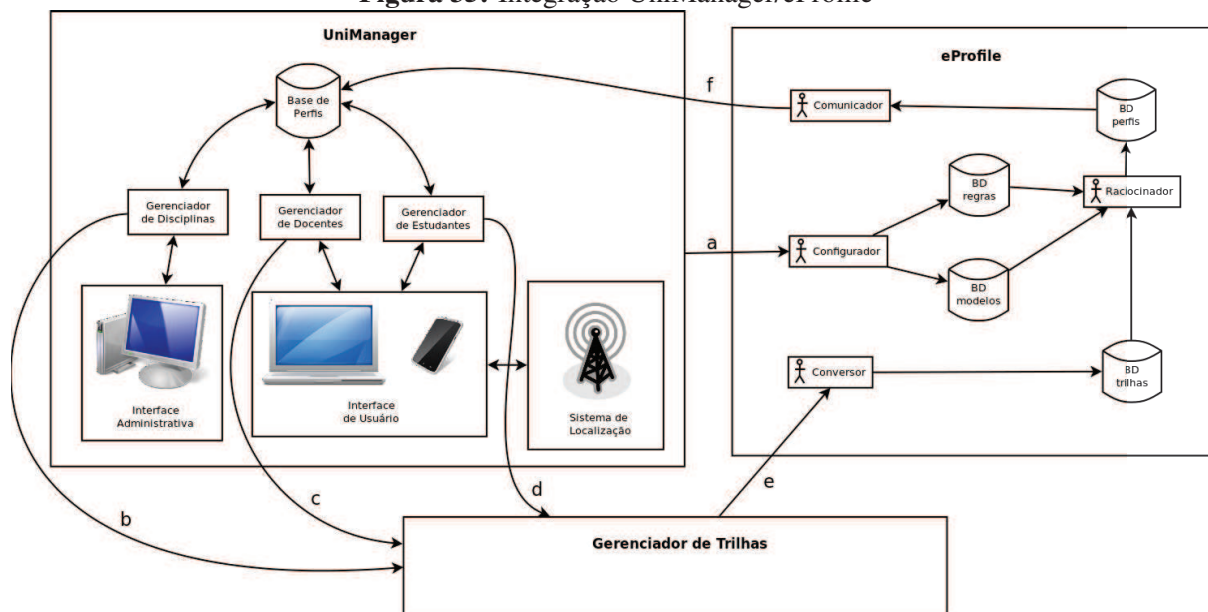 Figura 35: Integração UniManager/eProfile
UniManager
Base de
Perfis
Gerenciador
de Disciplinas
Gerenciador
de Docentes
Gerenciador
de Estudantes
Interface
Administrativa
Interface
de Usuário
Sistema de
Localização
eProfile
Comunicador
BD
perfis
BD
regras
Raciocinador
Configurador
BD
modelos
Conversor
BD
trilhas
f
a
b
c
d
e
Gerenciador de Trilhas